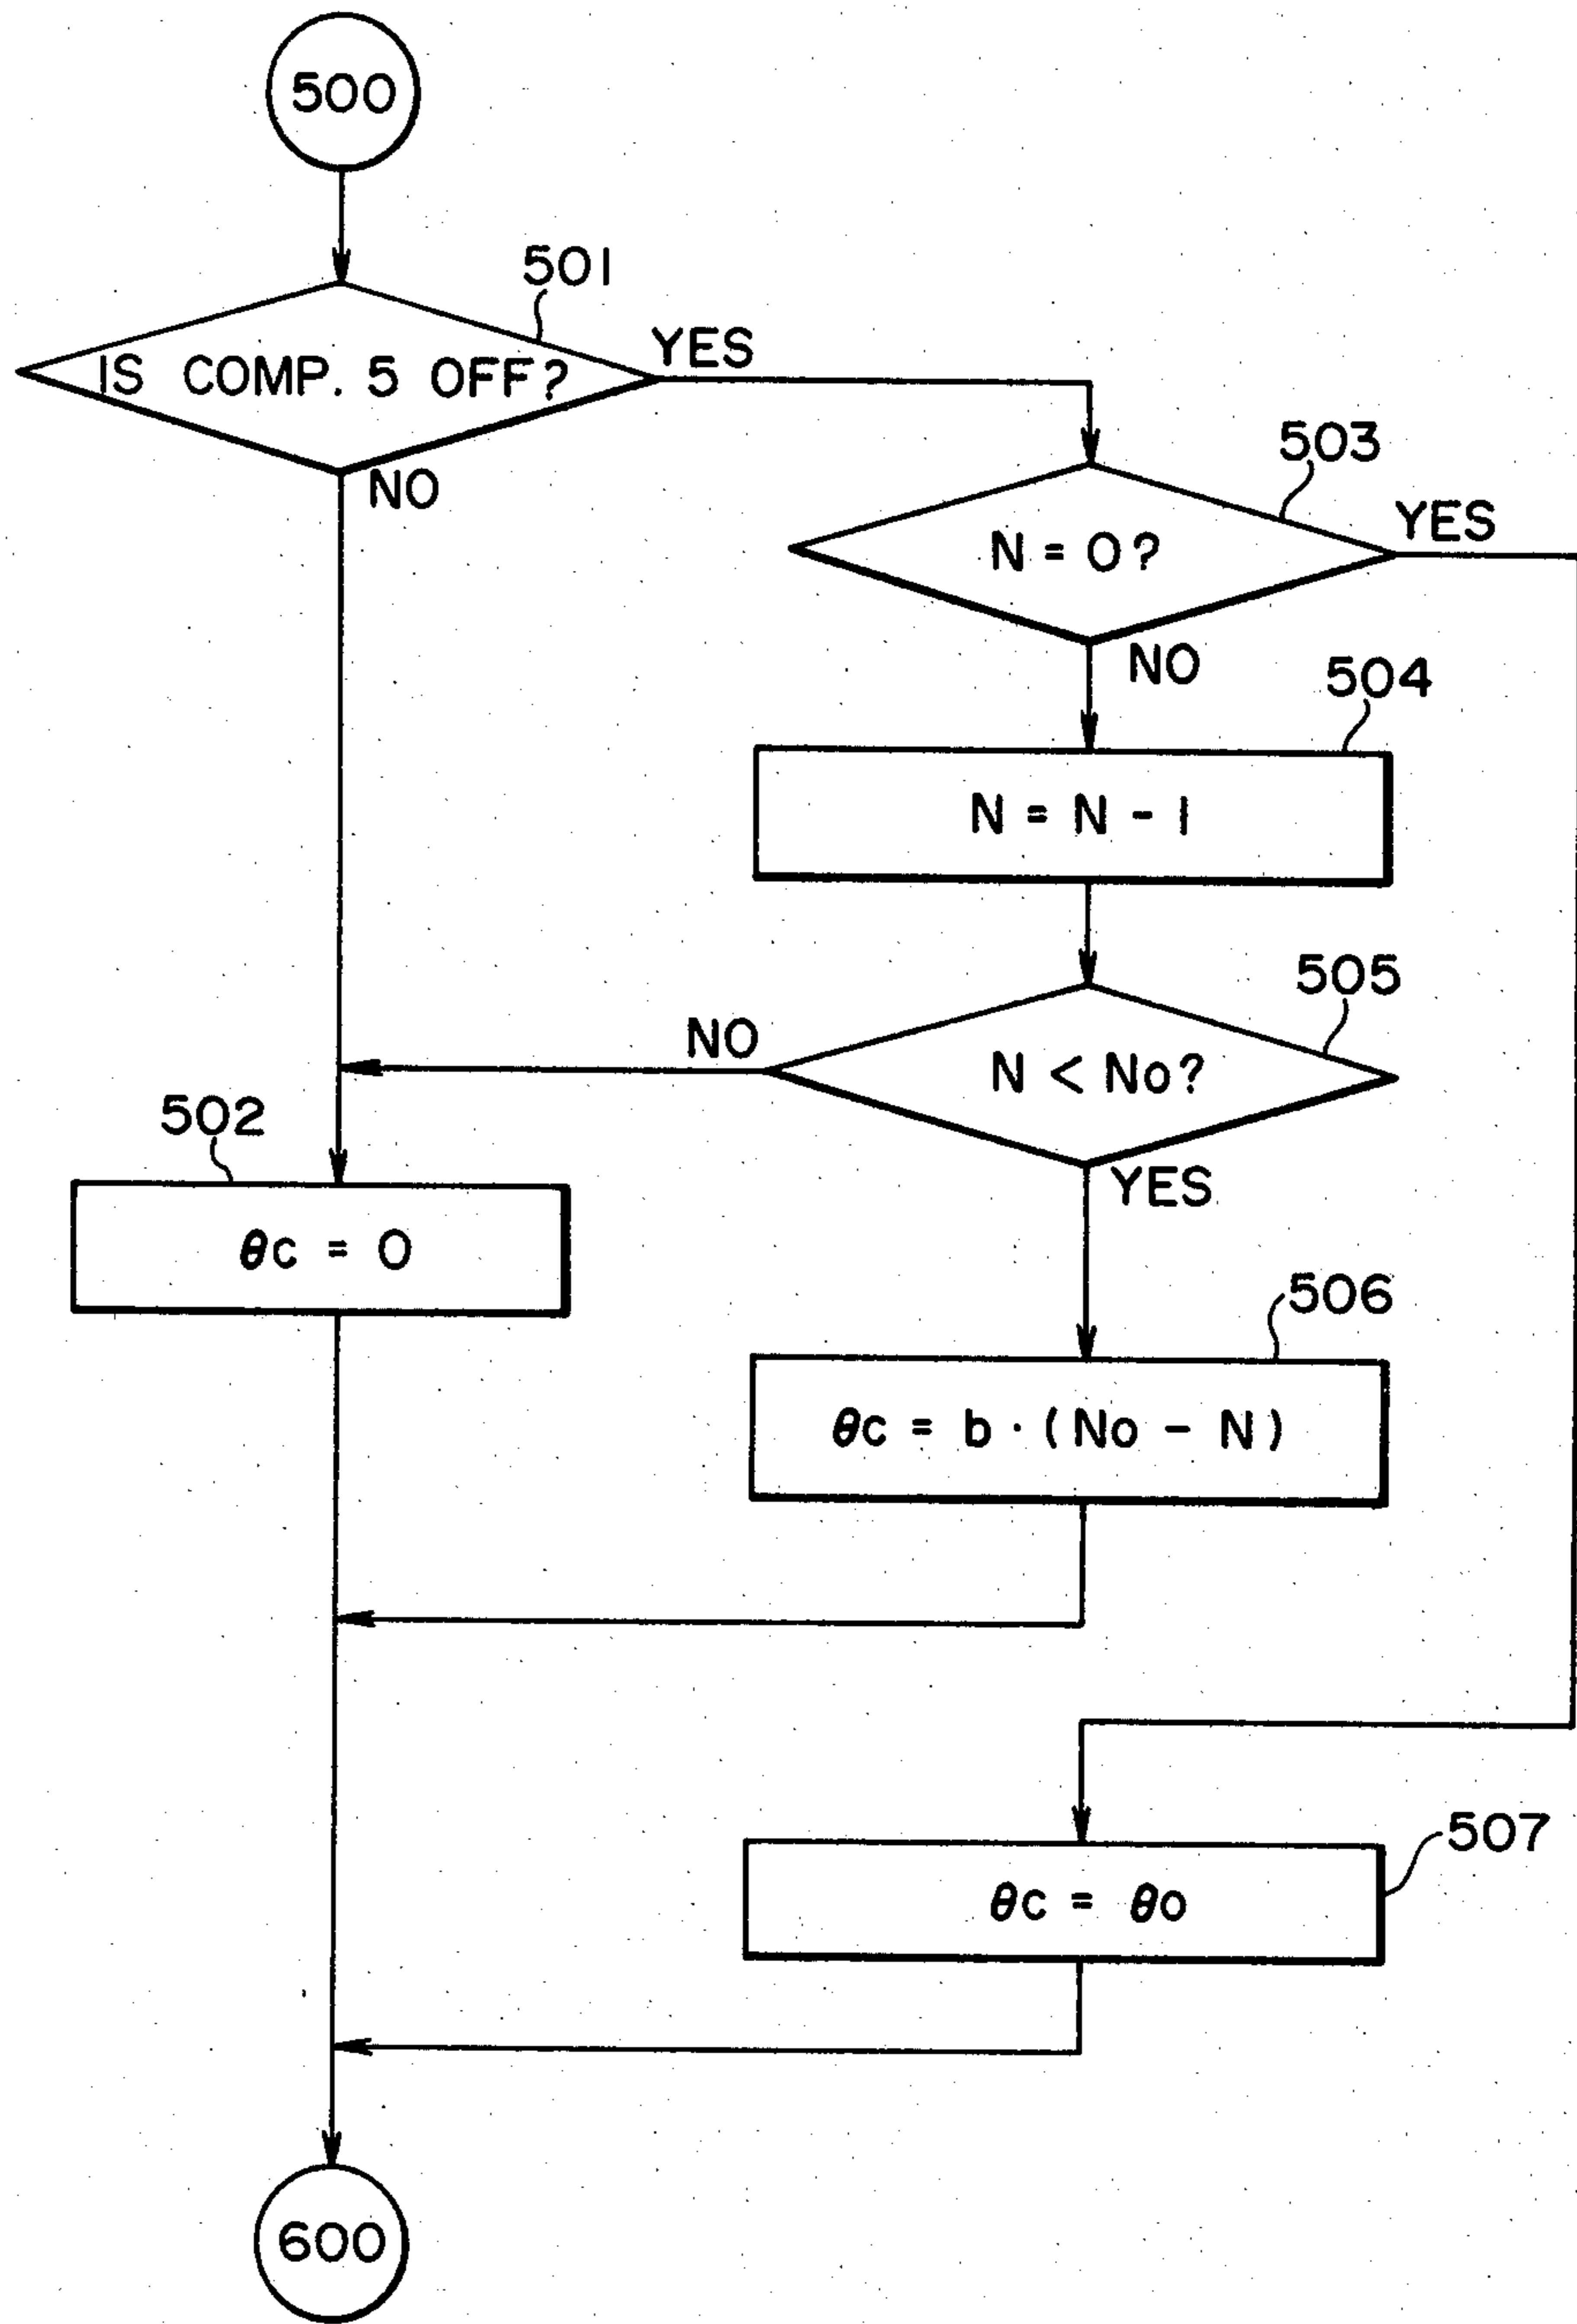 500
501
IS COMP. 5 OFF?
YES
NO
503
N = 0?
YES
NO
504
N = N - 1
505
N < No?
NO
YES
502
θc = 0
506
θc = b · (No - N)
507
θc = θo
600